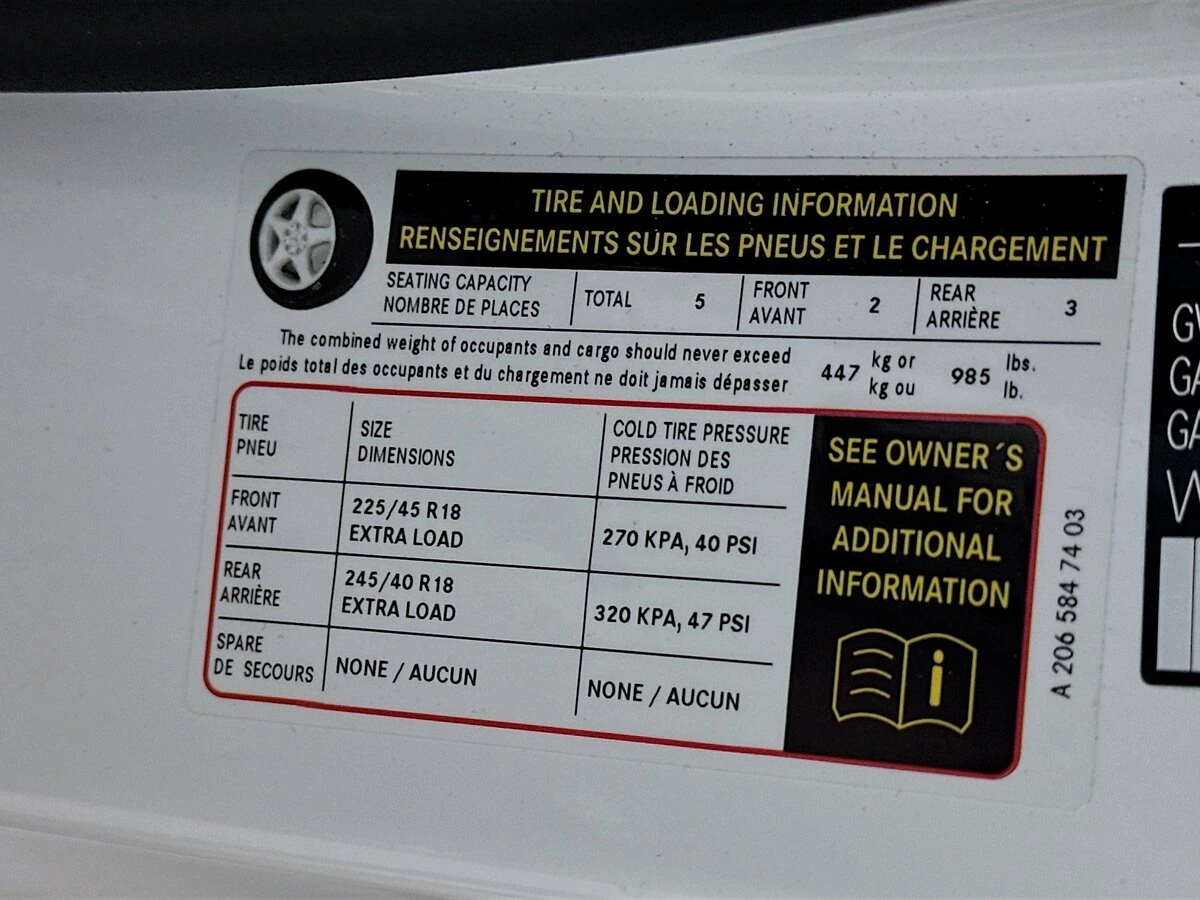 TIRE AND LOADING INFORMATION
RENSEIGNEMENTS SUR LES PNEUS ET LE CHARGEMENT
SEATING CAPACITY
NOMBRE DE PLACES
TOTAL 5
FRONT
AVANT
2
REAR
ARRIÈRE
3
The combined weight of occupants and cargo should never exceed
Le poids total des occupants et du chargement ne doit jamais dépasser
447
kg or
kg ou
985
lbs.
lb.
TIRE
PNEU
SIZE
DIMENSIONS
COLD TIRE PRESSURE
PRESSION DES
PNEUS À FROID
FRONT
AVANT
225/45 R18
EXTRA LOAD
270 KPA, 40 PSI
REAR
ARRIÈRE
245/40 R18
EXTRA LOAD
320 KPA, 47 PSI
SPARE
DE SECOURS
NONE / AUCUN
NONE / AUCUN
SEE OWNER´S
MANUAL FOR
ADDITIONAL
INFORMATION
i
A 206 584 74 03